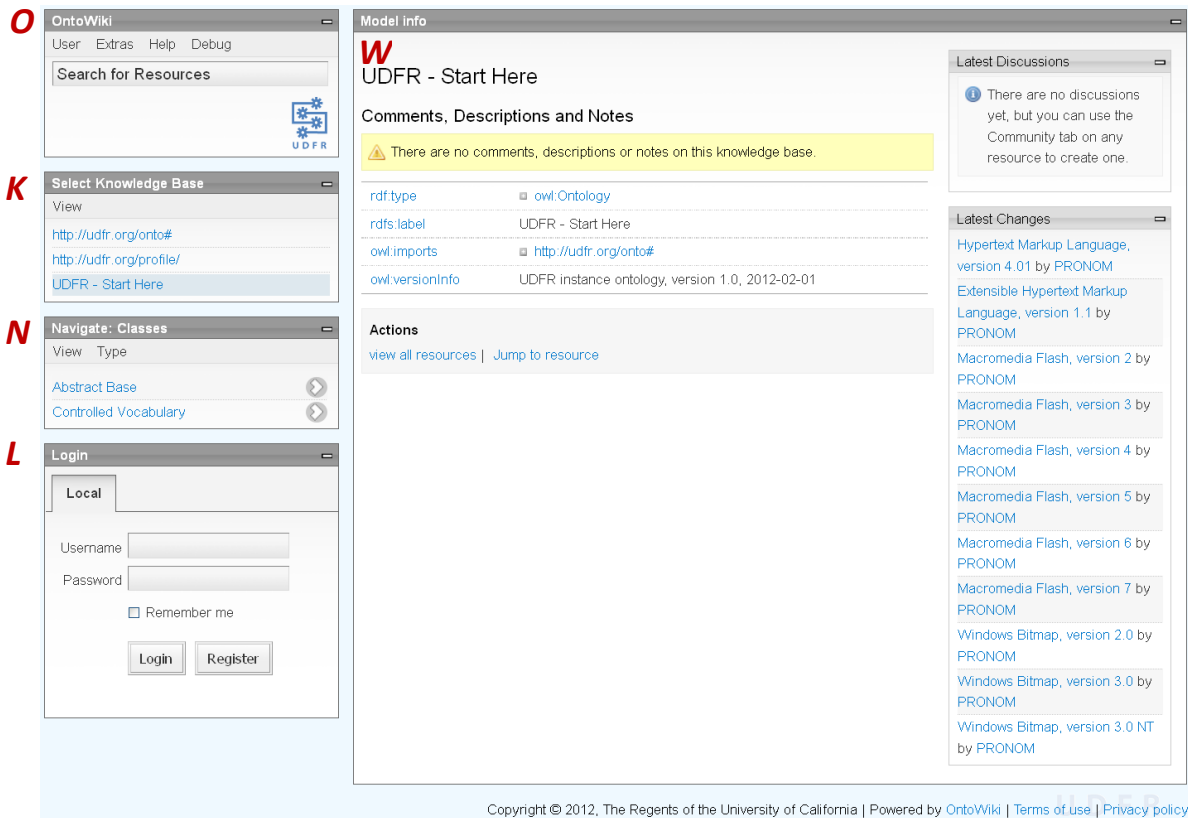 O
OntoWiki
User Extras Help Debug
Search for Resources
UDFR
K
Select Knowledge Base
View
http://udfr.org/onto#
http://udfr.org/profile/
UDFR - Start Here
N
Navigate: Classes
View Type
Abstract Base
Controlled Vocabulary
L
Login
Local
Username
Password
Remember me
Login Register
Model info
W
UDFR - Start Here
Comments, Descriptions and Notes
There are no comments, descriptions or notes on this knowledge base.
rdf:type owl:Ontology
rdfs:label UDFR - Start Here
owl:imports http://udfr.org/onto#
owl:versionInfo UDFR instance ontology, version 1.0, 2012-02-01
Actions
view all resources | Jump to resource
Latest Discussions
There are no discussions
yet, but you can use the
Community tab on any
resource to create one.
Latest Changes
Hypertext Markup Language,
version 4.01 by PRONOM
Extensible Hypertext Markup
Language, version 1.1 by
PRONOM
Macromedia Flash, version 2 by
PRONOM
Macromedia Flash, version 3 by
PRONOM
Macromedia Flash, version 4 by
PRONOM
Macromedia Flash, version 5 by
PRONOM
Macromedia Flash, version 6 by
PRONOM
Macromedia Flash, version 7 by
PRONOM
Windows Bitmap, version 2.0 by
PRONOM
Windows Bitmap, version 3.0 by
PRONOM
Windows Bitmap, version 3.0 NT
by PRONOM
UDFR
Copyright © 2012, The Regents of the University of California | Powered by OntoWiki | Terms of use | Privacy policy